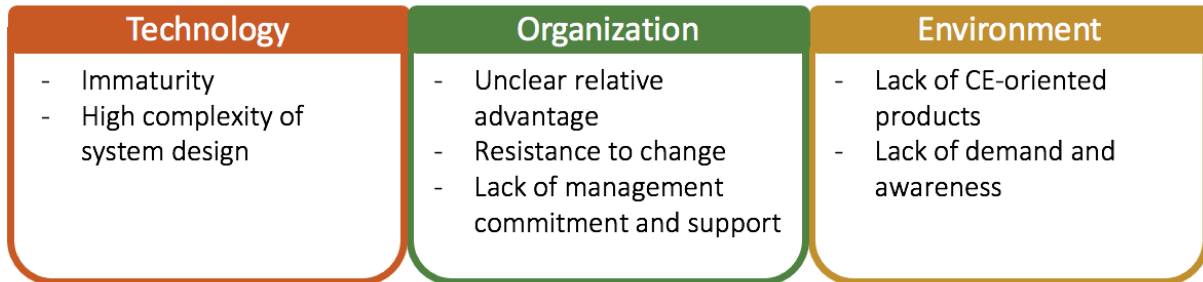 Technology
- Immaturity
- High complexity of
system design
Organization
- Unclear relative
advantage
- Resistance to change
- Lack of management
commitment and support
Environment
- Lack of CE-oriented
products
- Lack of demand and
awareness